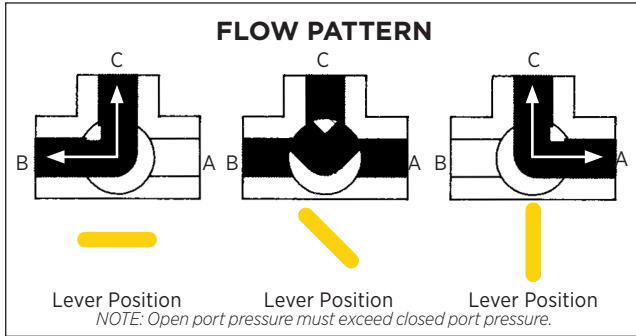 FLOW PATTERN
C C C
B A B A B A
Lever Position Lever Position Lever Position
NOTE: Open port pressure must exceed closed port pressure.